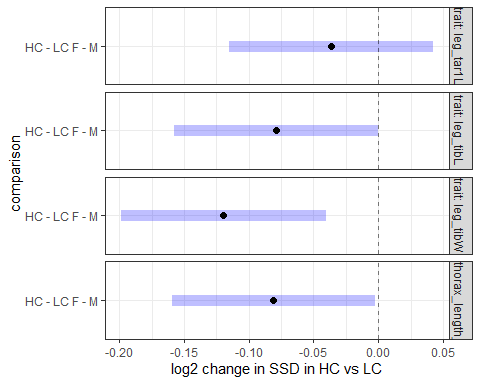 comparison
HC - LC F - M
trait: leg_tar1L
HC - LC F - M
trait: leg_tibL
HC - LC F - M
trait: leg_tibW
HC - LC F - M
thorax_length
-0.20 -0.15 -0.10 -0.05 0.00 0.05
log2 change in SSD in HC vs LC